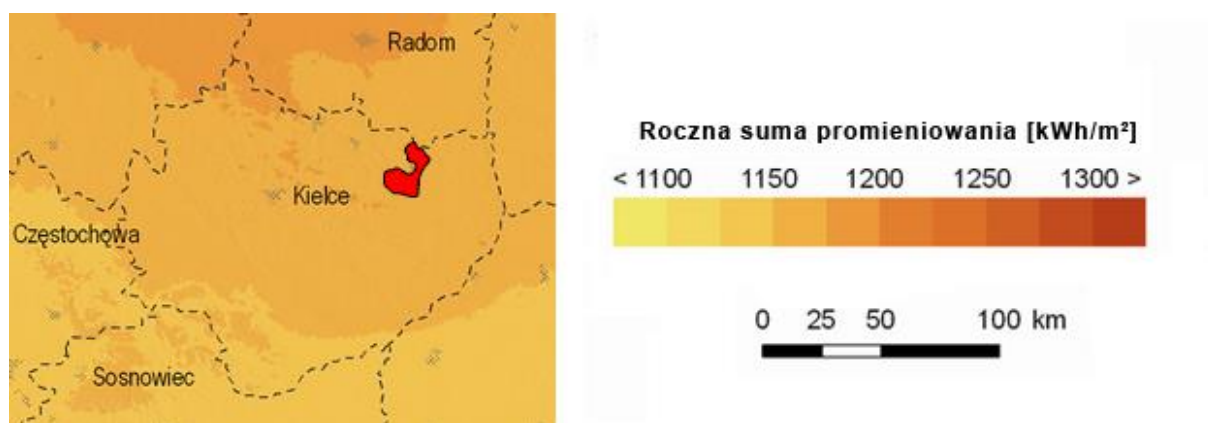 Radom
Kielce
Częstochowa
Sosnowiec
Roczna suma promieniowania [kWh/m²]
< 1100 1150 1200 1250 1300 >
0 25 50 100 km